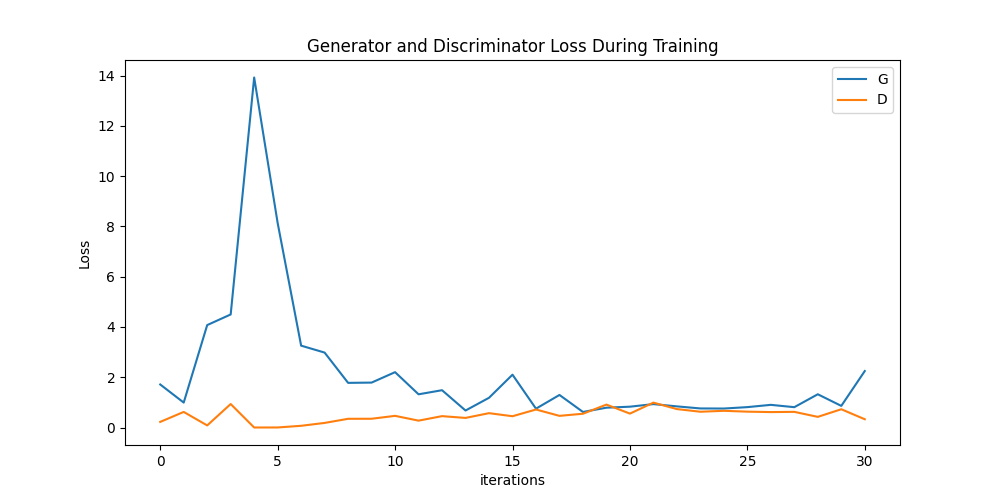 Generator and Discriminator Loss During Training
G
D
14
12
10
8
6
4
2
0
Loss
0 5 10 15 20 25 30
iterations